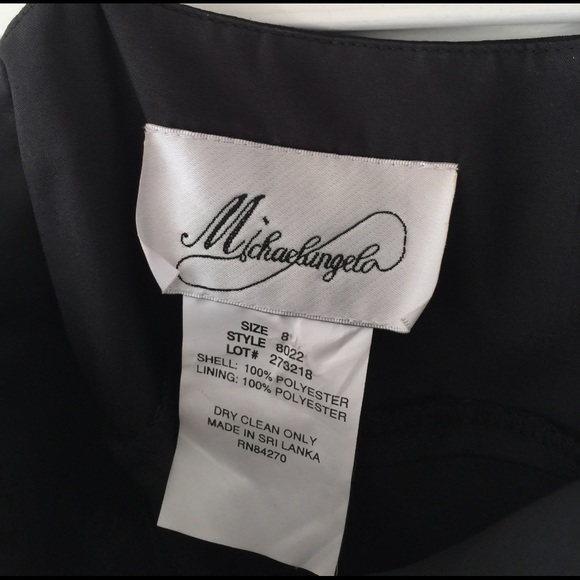 Michaelangelo
SIZE 8
STYLE 8022
LOT# 273218
SHELL: 100% POLYESTER
LINING: 100% POLYESTER
DRY CLEAN ONLY
MADE IN SRI LANKA
RN84270